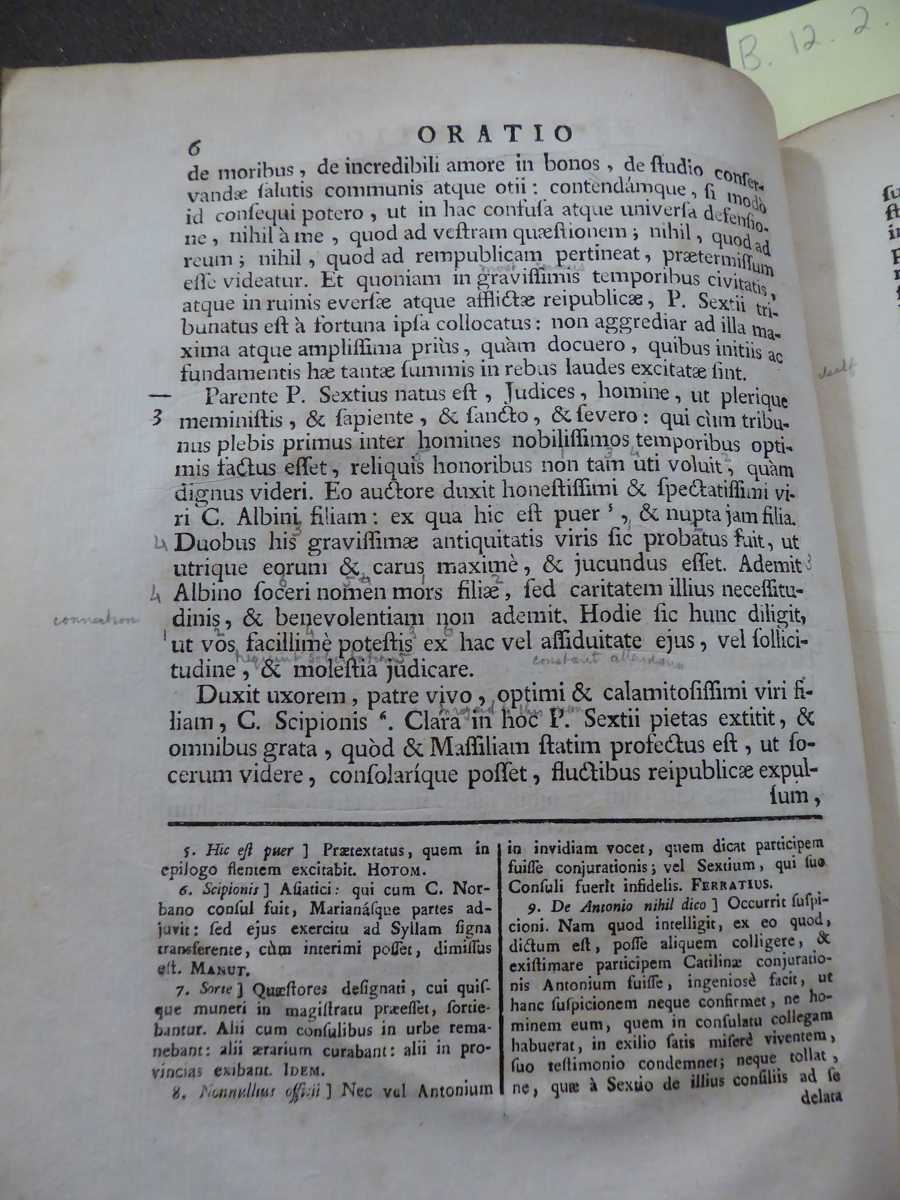 B. 12. 2.
6
ORATIO
de moribus, de incredibili amore in bonos, de ſtudio conſer-
vandæ ſalutis communis atque otii: contendámque, ſi modò
id conſequi potero, ut in hac confuſa atque univerſa defenſio-
ne, nihil à me, quod ad veſtram quæſtionem; nihil, quod ad
reum; nihil, quod ad rempublicam pertineat, prætermiſſum
eſſe videatur. Et quoniam in graviſſimis temporibus civitatis,
atque in ruinis everſæ atque afflictæ reipublicæ, P. Sextii tri-
bunatus eſt à fortuna ipſa collocatus: non aggrediar ad illa ma-
xima atque ampliſſima priùs, quàm docuero, quibus initiis ac
fundamentis hæ tantæ ſummis in rebus laudes excitatæ ſint.
Parente P. Sextius natus eſt, Judices, homine, ut plerique
3
meminiſtis, & ſapiente, & ſancto, & ſevero: qui cùm tribu-
nus plebis primus inter homines nobiliſſimos temporibus opti-
mis factus eſſet, reliquis honoribus non tam uti voluit, quàm
dignus videri. Eo auctore duxit honeſtiſſimi & ſpectatiſſimi vi-
ri C. Albini filiam: ex qua hic eſt puer 5, & nupta jam filia.
Duobus his graviſſimæ antiquitatis viris ſic probatus fuit, ut
utrique eorum & carus maximè, & jucundus eſſet. Ademit
Albino ſoceri nomen mors filiæ, ſed caritatem illius neceſſitu-
connection
dinis, & benevolentiam non ademit. Hodie ſic hunc diligit,
ut vos facillimè poteſtis ex hac vel aſſiduitate ejus, vel ſollici-
constant
tudine, & moleſtia judicare.
Duxit uxorem, patre vivo, optimi & calamitoſiſſimi viri fi-
liam, C. Scipionis 6. Clara in hoc P. Sextii pietas extitit, &
omnibus grata, quòd & Maſſiliam ſtatim profectus eſt, ut ſo-
cerum videre, conſolaríque poſſet, fluctibus reipublicæ expul-
ſum,
5. Hic eſt puer ] Prætextatus, quem in
epilogo flentem excitabit. HOTOM.
6. Scipionis ] Aſiatici: qui cum C. Nor-
bano conſul fuit, Marianáſque partes ad-
juvit: ſed ejus exercitu ad Syllam ſigna
transferente, cùm interimi poſſet, dimiſſus
eſt. MANUT.
7. Sorte ] Quæſtores deſignati, cui quiſ-
que muneri in magiſtratu præeſſet, ſortie-
bantur. Alii cum conſulibus in urbe rema-
nebant: alii ærarium curabant: alii in pro-
vincias exibant. IDEM.
8. Nonnullius officii ] Nec vel Antonium
in invidiam vocet, quem dicat participem
fuiſſe conjurationis; vel Sextium, qui ſuo
Conſuli fuerit infidelis. FERRATIUS.
9. De Antonio nihil dico ] Occurrit ſuſpi-
cioni. Nam quod intelligit, ex eo quod,
dictum eſt, poſſe aliquem colligere, &
exiſtimare participem Catilinæ conjuratio-
nis Antonium fuiſſe, ingenioſè facit, ut
hanc ſuſpicionem neque confirmet, ne ho-
minem eum, quem in conſulatu collegam
habuerat, in exilio ſatis miſerè viventem,
ſuo teſtimonio condemnet; neque tollat,
ne, quæ à Sextio de illius conſiliis ad ſe
delata